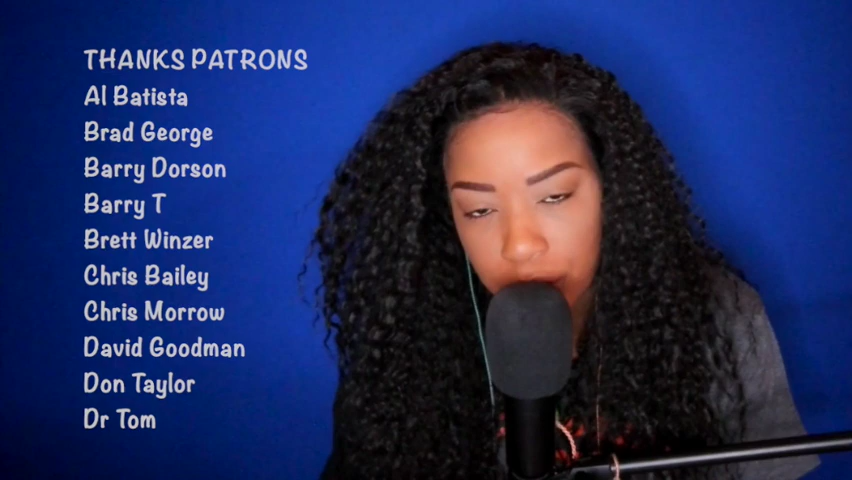 THANKS PATRONS
Al Batista
Brad George
Barry Dorson
Barry T
Brett Winzer
Chris Bailey
Chris Morrow
David Goodman
Don Taylor
Dr Tom